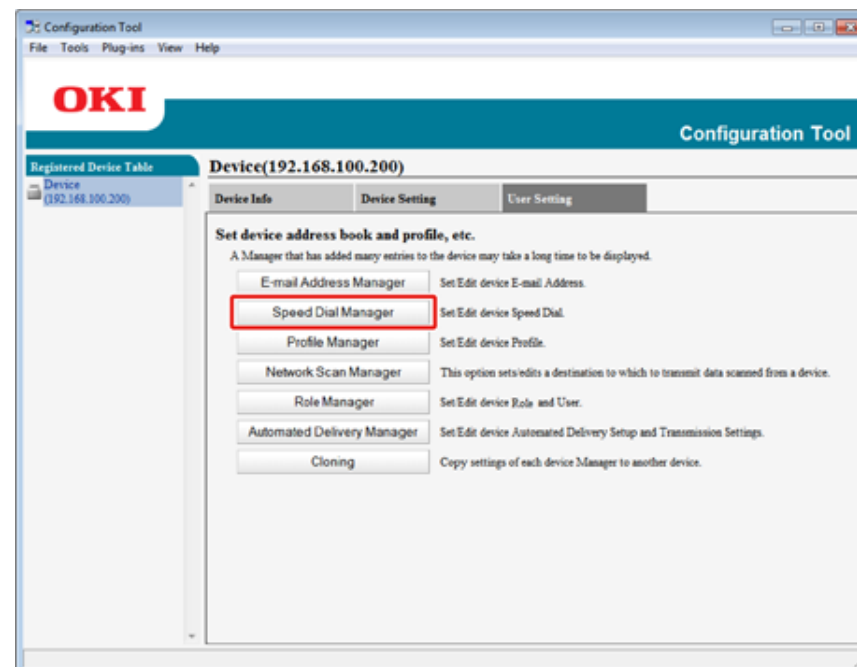 Configuration Tool
File Tools Plug-ins View Help
OKI
Configuration Tool
Registered Device Table
Device
(192.168.100.200)
Device(192.168.100.200)
Device Info Device Setting User Setting
Set device address book and profile, etc.
A Manager that has added many entries to the device may take a long time to be displayed.
E-mail Address Manager Set/Edit device E-mail Address.
Speed Dial Manager Set/Edit device Speed Dial.
Profile Manager Set/Edit device Profile.
Network Scan Manager This option sets/edits a destination to which to transmit data scanned from a device.
Role Manager Set/Edit device Role and User.
Automated Delivery Manager Set/Edit device Automated Delivery Setup and Transmission Settings.
Cloning Copy settings of each device Manager to another device.